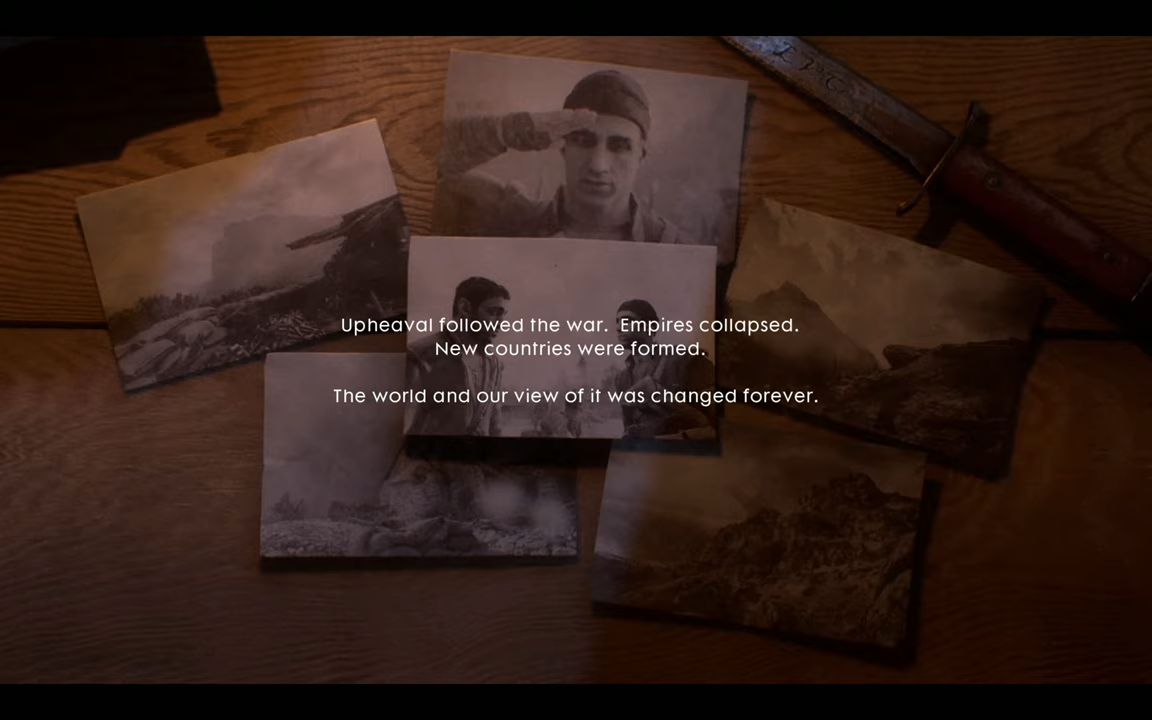 Upheaval followed the war.  Empires collapsed.
New countries were formed.
The world and our view of it was changed forever.